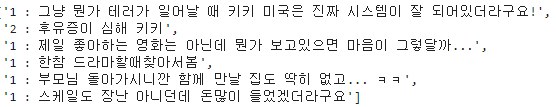 ['1 : 그냥 뭔가 테러가 일어날 때 키키 미국은 진짜 시스템이 잘 되어있더라구요!',
'2 : 후유증이 심해 키키',
'1 : 제일 좋아하는 영화는 아닌데 뭔가 보고있으면 마음이 그렇달까...',
'1 : 한참 드라마할때찾아서봄',
'1 : 부모님 돌아가시니깐 함께 만날 집도 딱히 없고... ㅋㅋ',
'1 : 스케일도 장난 아니던데 돈많이 들었겠더라구요']